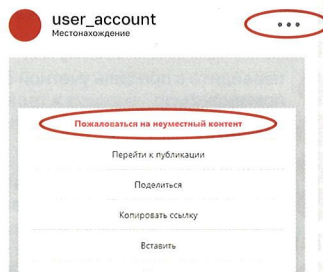 user_account
Местонахождение
Пожаловаться на неуместный контент
Перейти к публикации
Поделиться
Копировать ссылку
Вставить